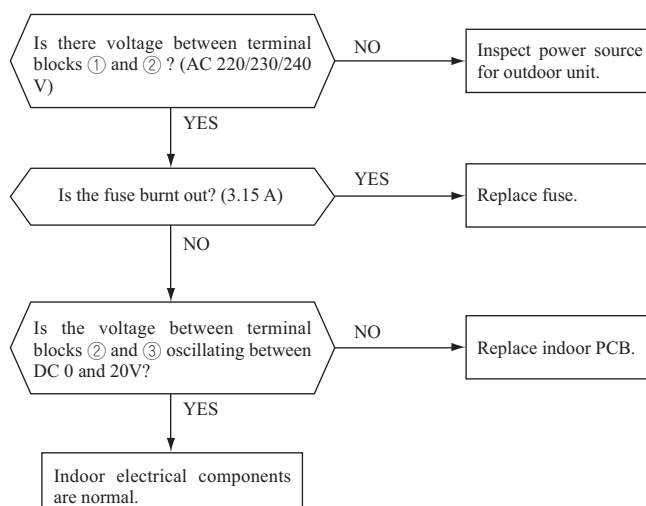 Is there voltage between terminal
blocks ① and ② ? (AC 220/230/240
V)
NO
Inspect power source
for outdoor unit.
YES
Is the fuse burnt out? (3.15 A)
YES
Replace fuse.
NO
Is the voltage between terminal
blocks ② and ③ oscillating between
DC 0 and 20V?
NO
Replace indoor PCB.
YES
Indoor electrical components
are normal.